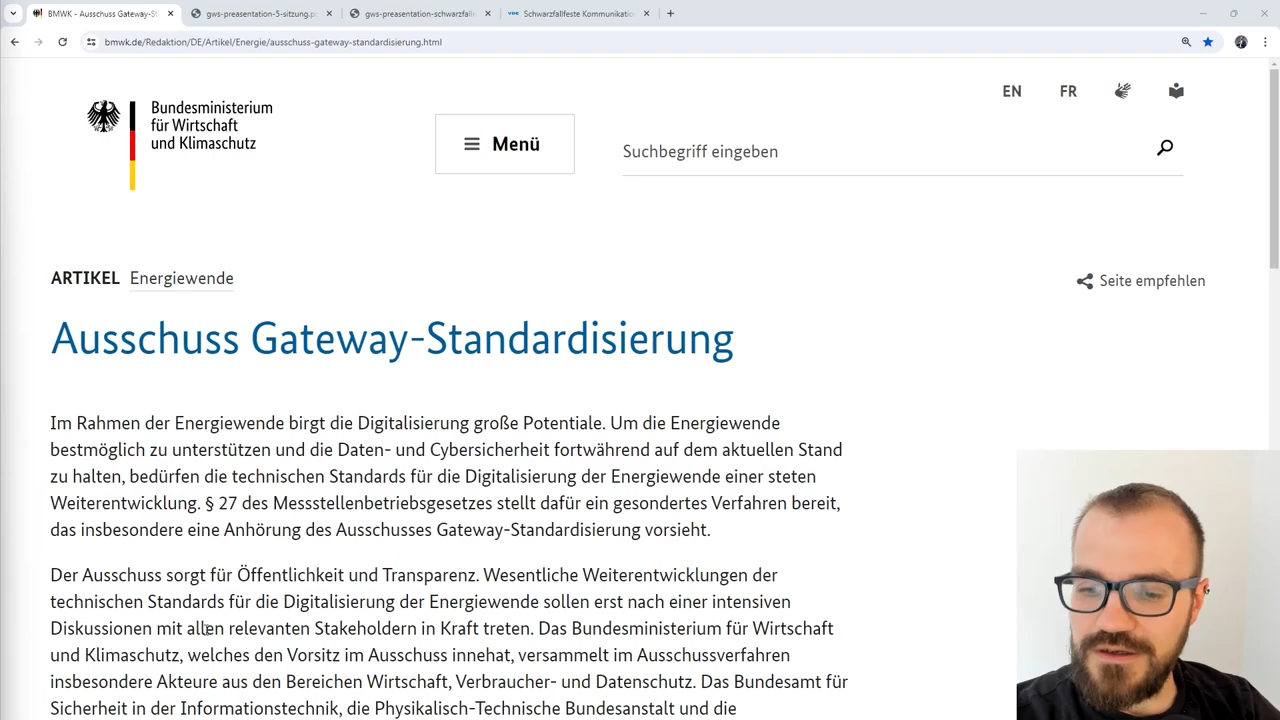 BMWK - Ausschuss Gateway-St
gws-preasentation-5-sitzung.p
gws-preasentation-schwarzfall
VDE Schwarzfallfeste Kommunikation
bmwk.de/Redaktion/DE/Artikel/Energie/ausschuss-gateway-standardisierung.html
EN FR
Bundesministerium
für Wirtschaft
und Klimaschutz
Menü
Suchbegriff eingeben
ARTIKEL Energiewende
Seite empfehlen
Ausschuss Gateway-Standardisierung
Im Rahmen der Energiewende birgt die Digitalisierung große Potentiale. Um die Energiewende
bestmöglich zu unterstützen und die Daten- und Cybersicherheit fortwährend auf dem aktuellen Stand
zu halten, bedürfen die technischen Standards für die Digitalisierung der Energiewende einer steten
Weiterentwicklung. § 27 des Messstellenbetriebsgesetzes stellt dafür ein gesondertes Verfahren bereit,
das insbesondere eine Anhörung des Ausschusses Gateway-Standardisierung vorsieht.
Der Ausschuss sorgt für Öffentlichkeit und Transparenz. Wesentliche Weiterentwicklungen der
technischen Standards für die Digitalisierung der Energiewende sollen erst nach einer intensiven
Diskussionen mit allen relevanten Stakeholdern in Kraft treten. Das Bundesministerium für Wirtschaft
und Klimaschutz, welches den Vorsitz im Ausschuss innehat, versammelt im Ausschussverfahren
insbesondere Akteure aus den Bereichen Wirtschaft, Verbraucher- und Datenschutz. Das Bundesamt für
Sicherheit in der Informationstechnik, die Physikalisch-Technische Bundesanstalt und die